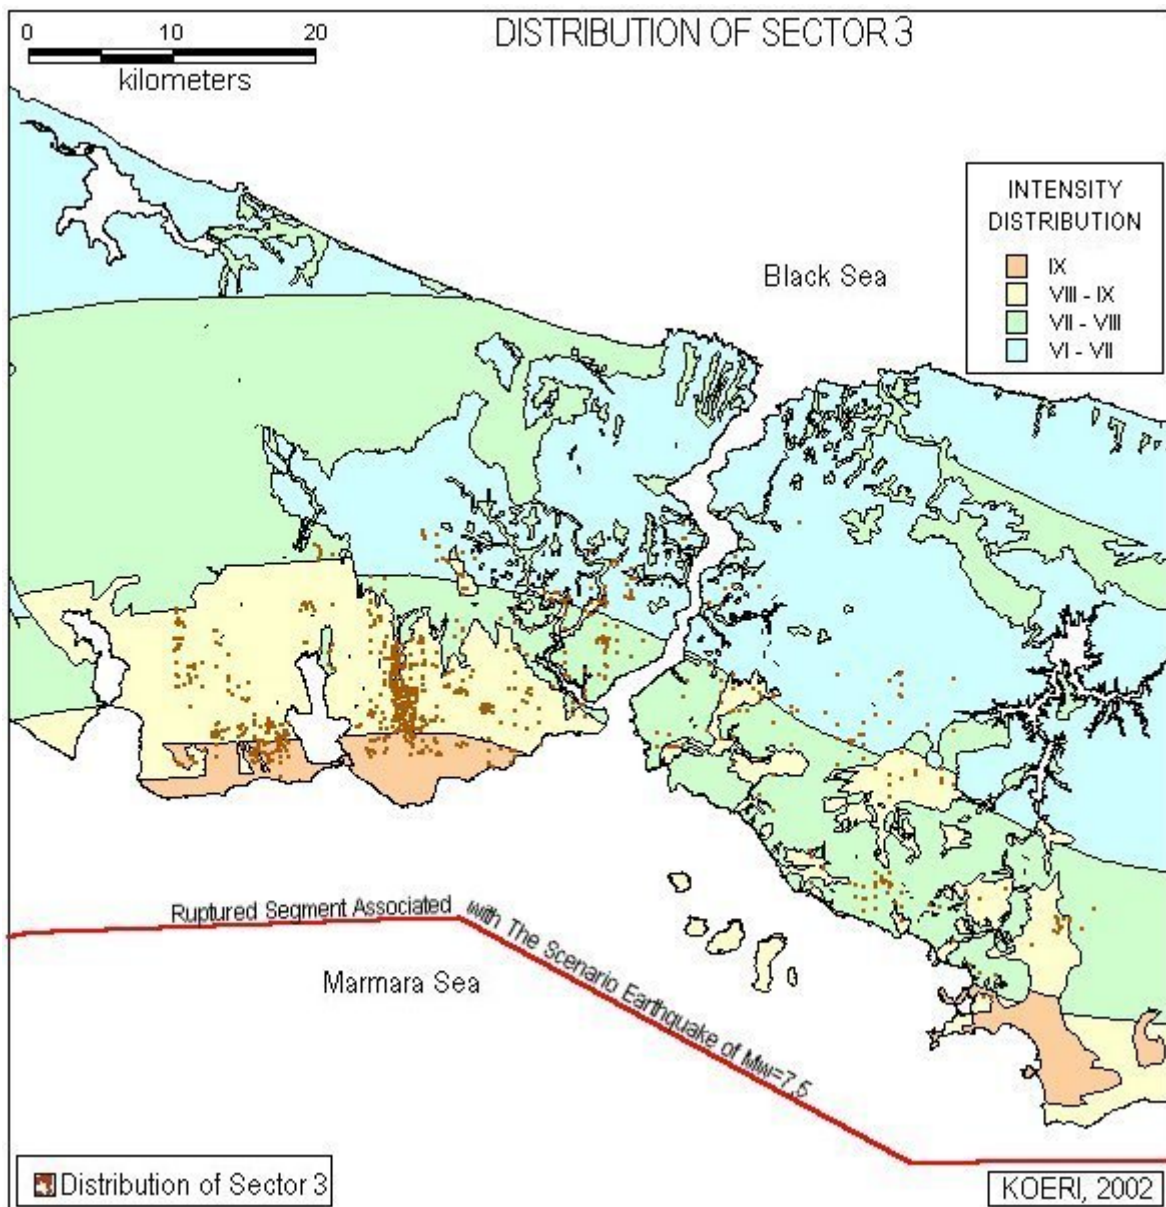 DISTRIBUTION OF SECTOR 3
0 10 20
kilometers
INTENSITY
DISTRIBUTION
IX
VIII - IX
VII - VIII
VI - VII
Black Sea
Ruptured Segment Associated with The Scenario Earthquake of Mw=7.5
Marmara Sea
Distribution of Sector 3
KOERI, 2002